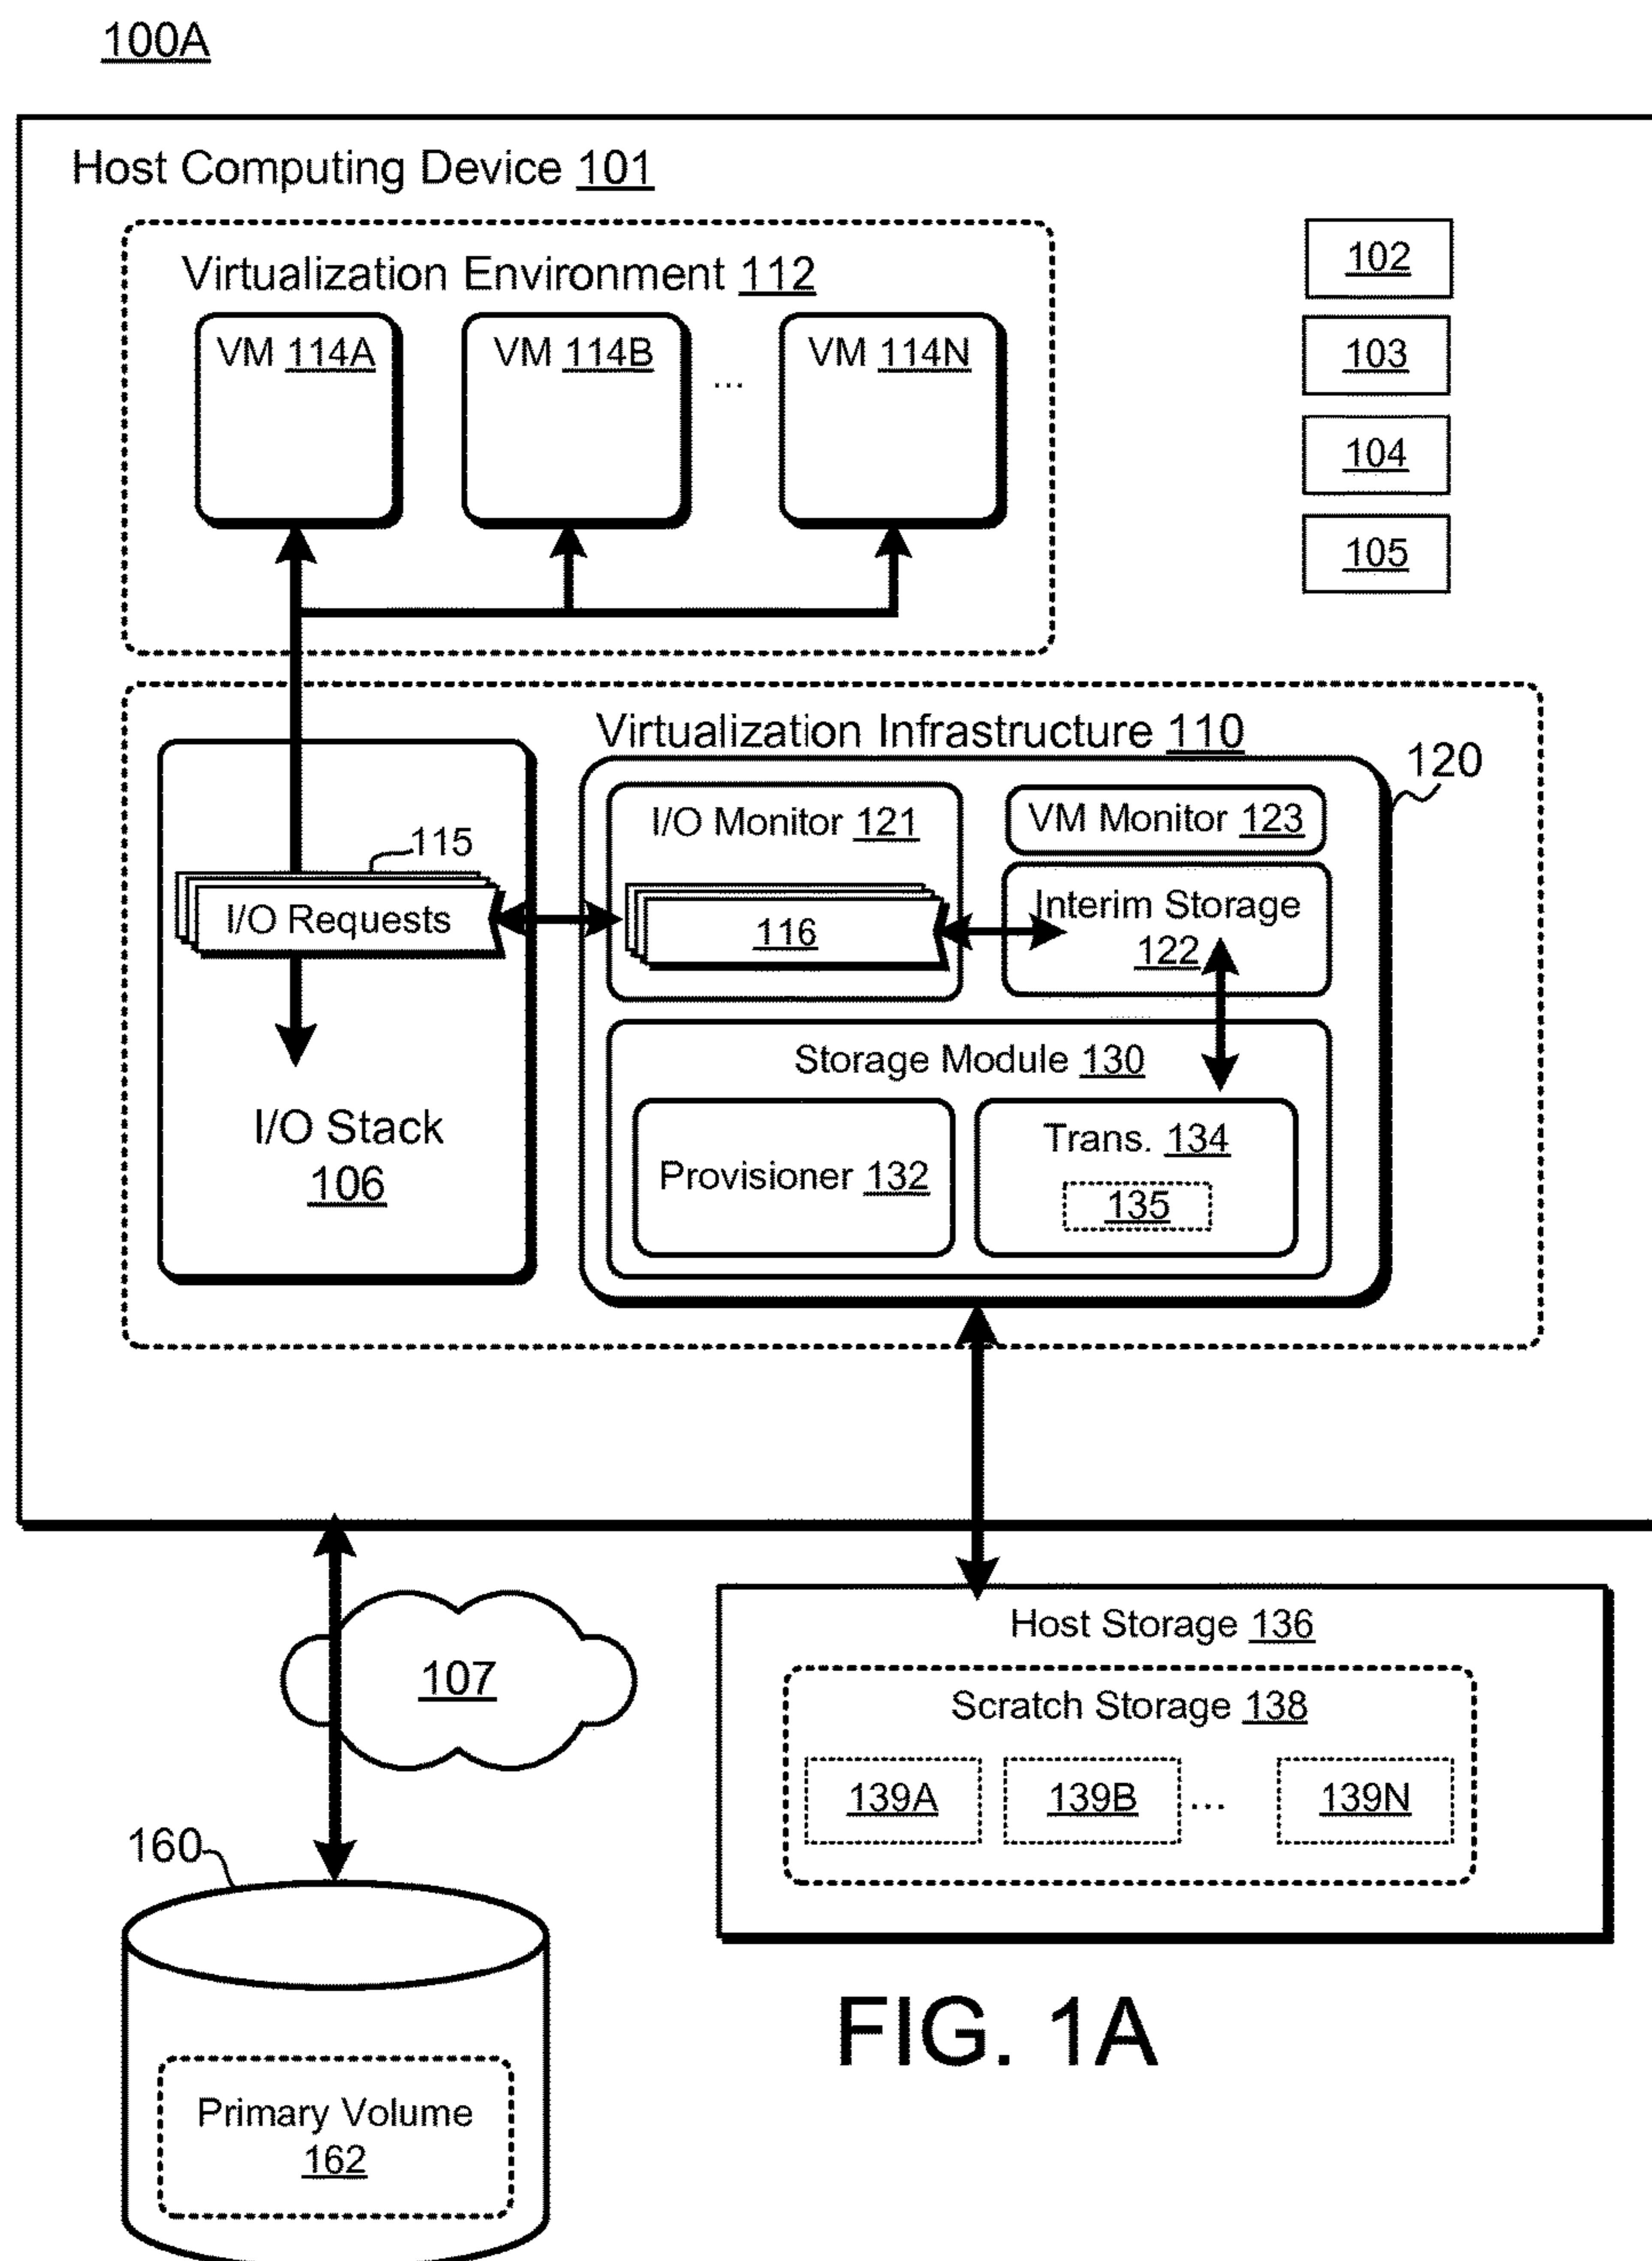 100A
Host Computing Device 101
Virtualization Environment 112
VM 114A
VM 114B
...
VM 114N
102
103
104
105
Virtualization Infrastructure 110
120
115
I/O Requests
I/O Stack
106
I/O Monitor 121
116
VM Monitor 123
Interim Storage
122
Storage Module 130
Provisioner 132
Trans. 134
135
107
Host Storage 136
Scratch Storage 138
139A
139B
...
139N
160
Primary Volume
162
FIG. 1A